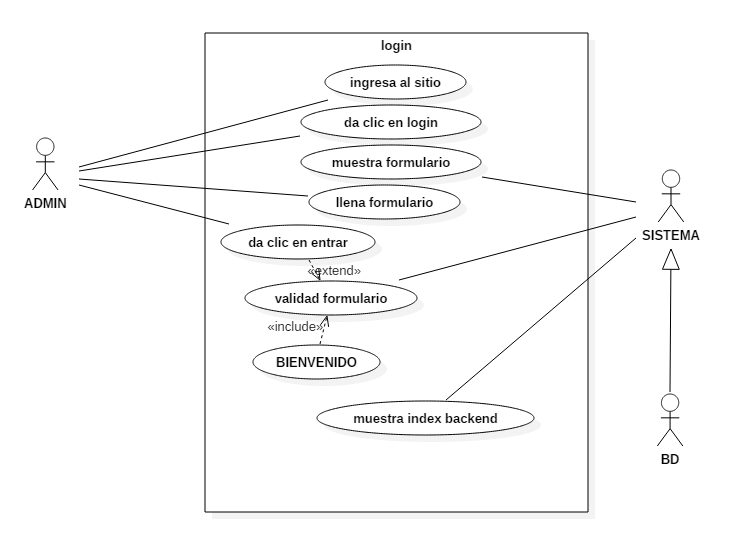 login
ingresa al sitio
da clic en login
muestra formulario
llena formulario
ADMIN
SISTEMA
da clic en entrar
«extend»
validad formulario
«include»
BIENVENIDO
muestra index backend
BD